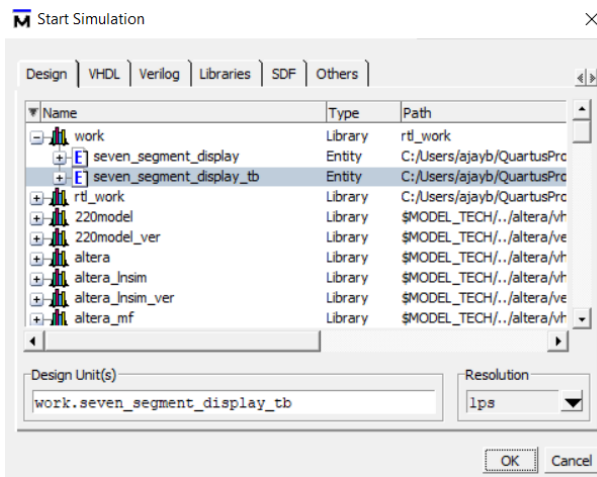 Start Simulation
Design VHDL Verilog Libraries SDF Others
Name Type Path
work Library rtl_work
seven_segment_display Entity C:/Users/ajayb/QuartusPro
seven_segment_display_tb Entity C:/Users/ajayb/QuartusPro
rtl_work Library C:/Users/ajayb/QuartusPro
220model Library $MODEL_TECH/../altera/vh
220model_ver Library $MODEL_TECH/../altera/ve
altera Library $MODEL_TECH/../altera/vh
altera_lnsim Library $MODEL_TECH/../altera/ve
altera_lnsim_ver Library $MODEL_TECH/../altera/ve
altera_mf Library $MODEL_TECH/../altera/vh
Design Unit(s) Resolution
work.seven_segment_display_tb 1ps
OK Cancel